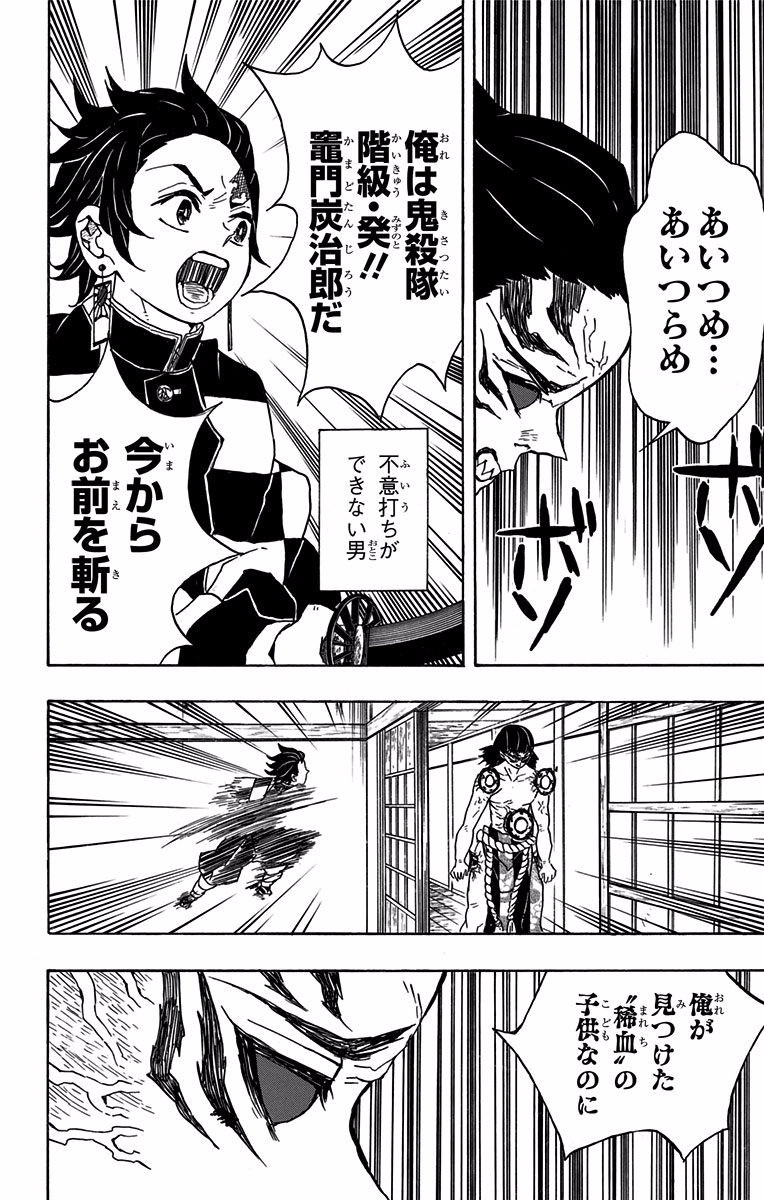 あいつめ…
あいつらめ
ボソ
ボソ
俺は鬼殺隊
階級・癸!!
竈門炭治郎だ
不意打ちが
できない男
今から
お前を斬る
俺が
見つけた
〝稀血〟の
子供なのに